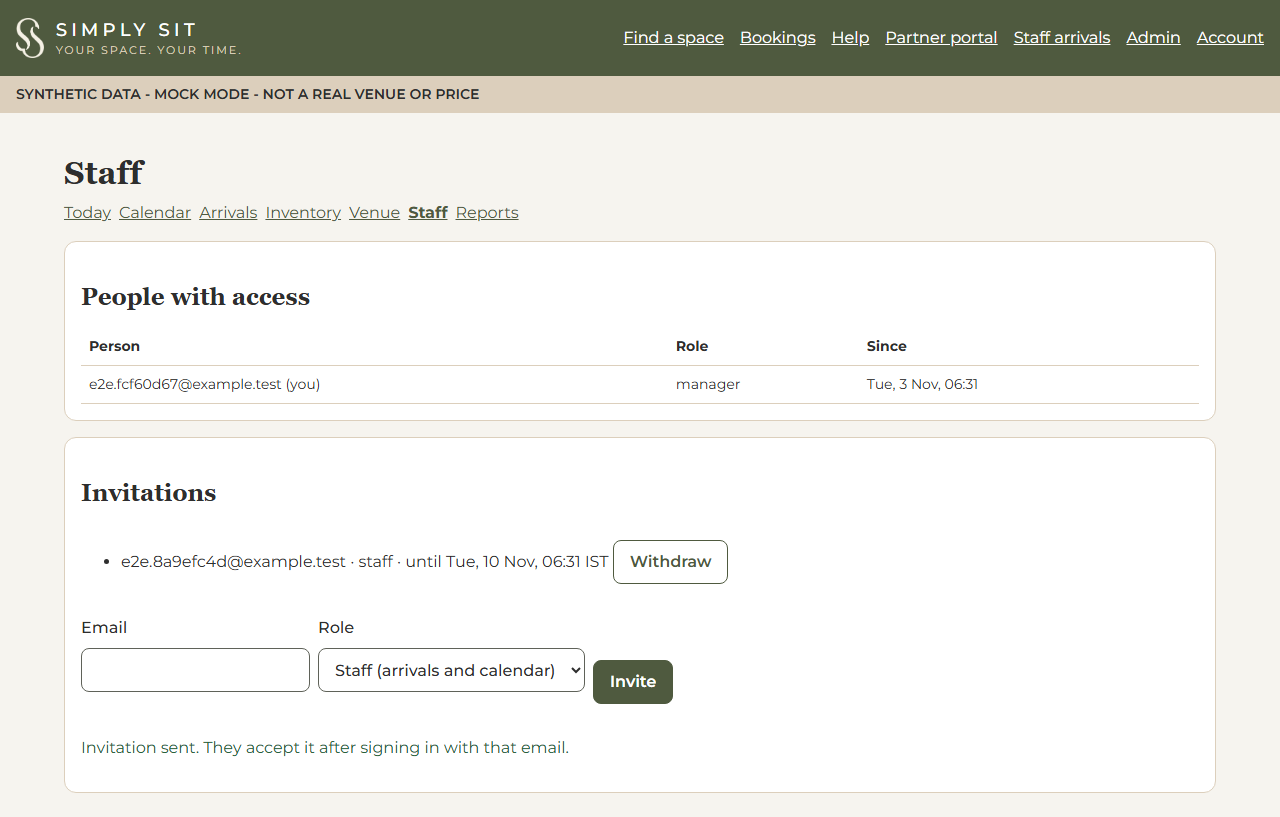 SIMPLY SIT
YOUR SPACE. YOUR TIME.
Find a space Bookings Help Partner portal Staff arrivals Admin Account
SYNTHETIC DATA - MOCK MODE - NOT A REAL VENUE OR PRICE
Staff
Today Calendar Arrivals Inventory Venue Staff Reports
People with access
Person Role Since
e2e.fcf60d67@example.test (you) manager Tue, 3 Nov, 06:31
Invitations
• e2e.8a9efc4d@example.test · staff · until Tue, 10 Nov, 06:31 IST Withdraw
Email Role
Staff (arrivals and calendar) Invite
Invitation sent. They accept it after signing in with that email.